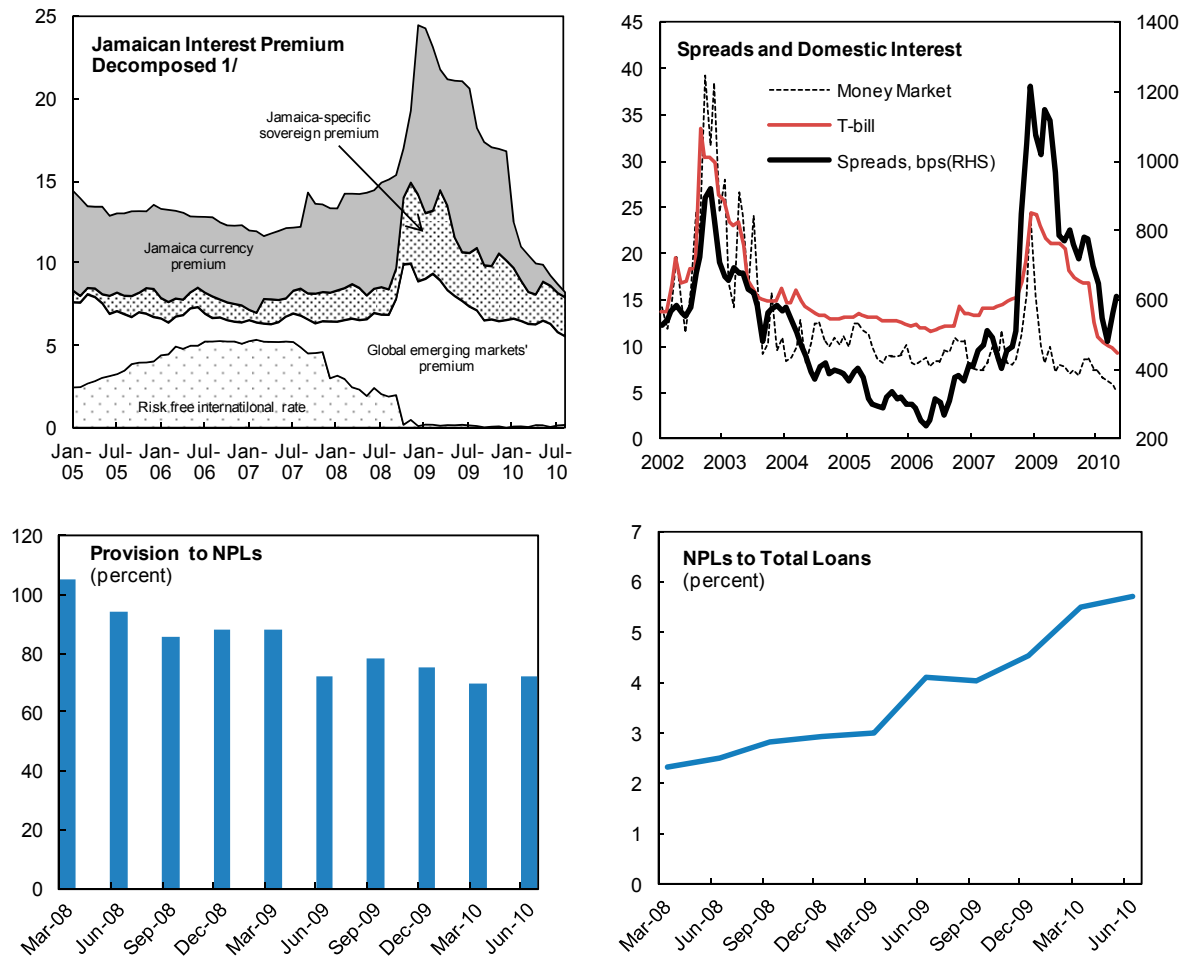 Jamaican Interest Premium
Decomposed 1/
25
20
15
10
5
0
Jamaica-specific
sovereign premium
Jamaica currency
premium
Global emerging markets'
premium
Risk free internatilonal rate
Jan-
05
Jul-
05
Jan-
06
Jul-
06
Jan-
07
Jul-
07
Jan-
08
Jul-
08
Jan-
09
Jul-
09
Jan-
10
Jul-
10
Spreads and Domestic Interest
45
40
35
30
25
20
15
10
5
0
Money Market
T-bill
Spreads, bps(RHS)
1400
1200
1000
800
600
400
200
2002
2003
2004
2005
2006
2007
2009
2010
Provision to NPLs
(percent)
120
100
80
60
40
20
0
Mar-08
Jun-08
Sep-08
Dec-08
Mar-09
Jun-09
Sep-09
Dec-09
Mar-10
Jun-10
NPLs to Total Loans
(percent)
7
6
5
4
3
2
1
0
Mar-08
Jun-08
Sep-08
Dec-08
Mar-09
Jun-09
Sep-09
Dec-09
Mar-10
Jun-10